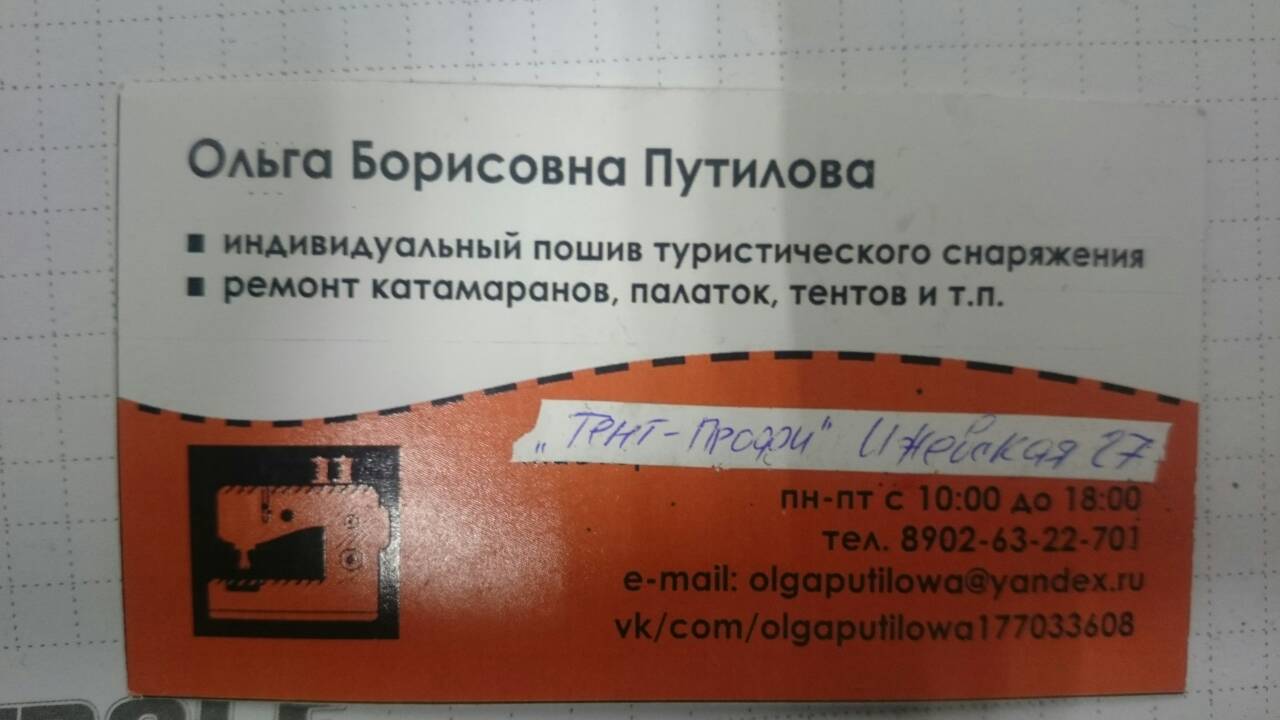 Ольга Борисовна Путилова
▪ индивидуальный пошив туристического снаряжения
▪ ремонт катамаранов, палаток, тентов и т.п.
„Тент-Профи" Ижевская 27
пн-пт с 10:00 до 18:00
тел. 8902-63-22-701
e-mail: olgaputilowa@yandex.ru
vk/com/olgaputilowa177033608